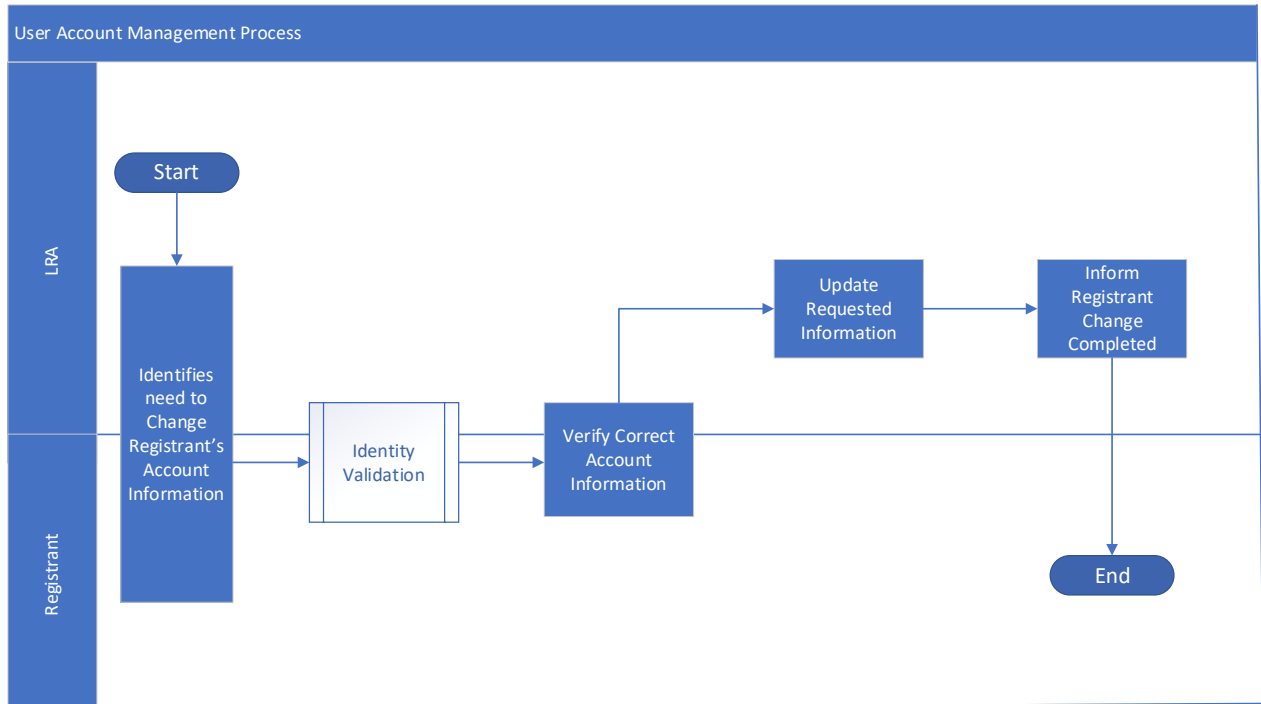 User Account Management Process
LRA
Start
Identifies
need to
Change
Registrant’s
Account
Information
Identity
Validation
Verify Correct
Account
Information
Update
Requested
Information
Inform
Registrant
Change
Completed
Registrant
End